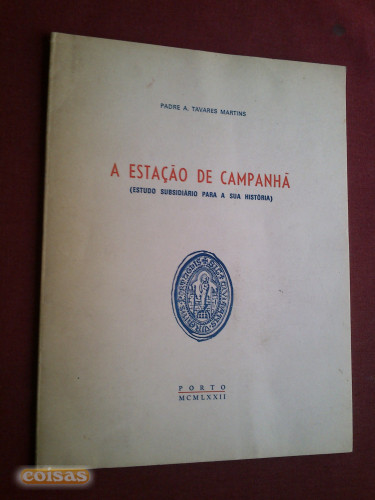 PADRE A. TAVARES MARTINS
A ESTAÇÃO DE CAMPANHÃ
(ESTUDO SUBSIDIÁRIO PARA A SUA HISTÓRIA)
PORTO
MCMLXXII
coisas